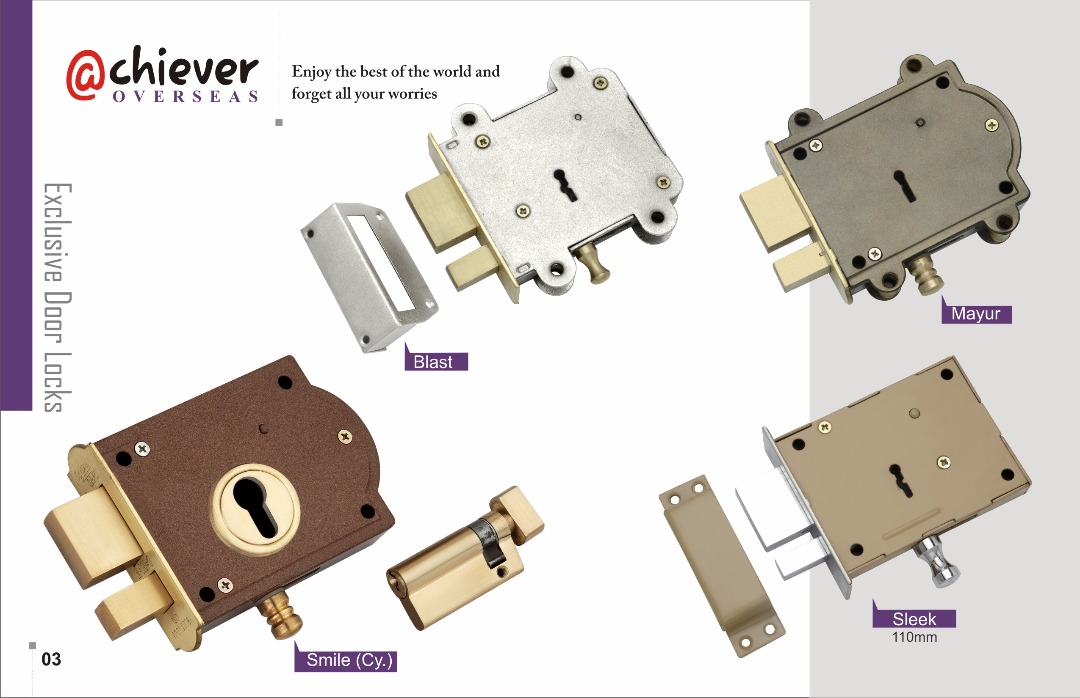 @chiever
OVERSEAS
Enjoy the best of the world and
forget all your worries
Exclusive Door Locks
Blast
Mayur
Smile (Cy.)
Sleek
110mm
03